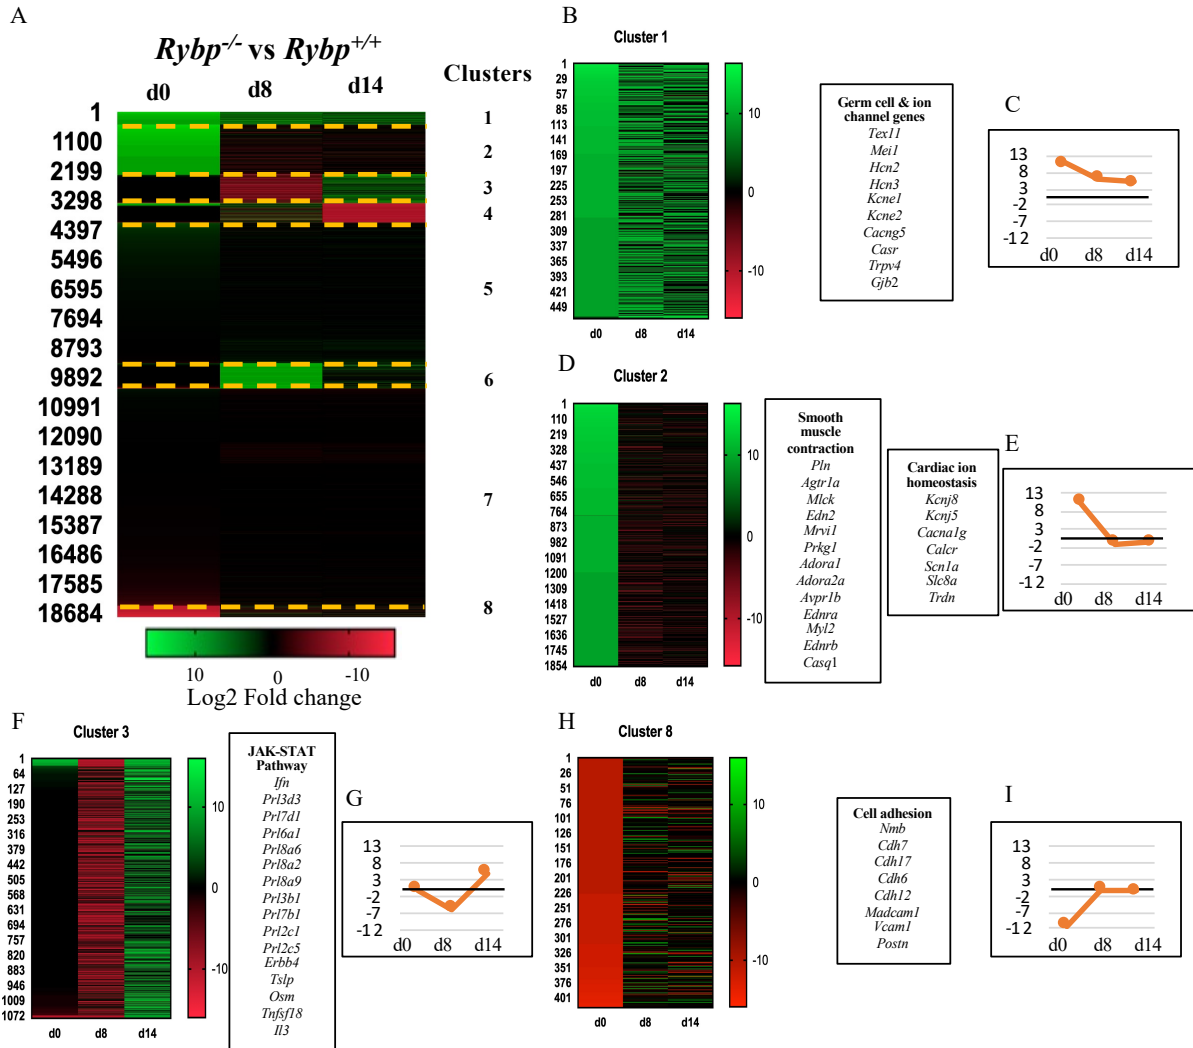 A
Rybp-/- vs Rybp+/+
d0
d8
d14
Clusters
1
1100
2199
3298
4397
5496
6595
7694
8793
9892
10991
12090
13189
14288
15387
16486
17585
18684
1
2
3
4
5
6
7
8
10
0
-10
Log2 Fold change
B
Cluster 1
1
29
57
85
113
141
169
197
225
253
281
309
337
365
393
421
449
d0
d8
d14
10
0
-10
Germ cell & ion
channel genes
Tex11
Mei1
Hcn2
Hcn3
Kcne1
Kcne2
Cacng5
Casr
Trpv4
Gjb2
C
13
8
3
-2
-7
-12
d0
d8
d14
D
Cluster 2
1
110
219
328
437
546
655
764
873
982
1091
1200
1309
1418
1527
1636
1745
1854
d0
d8
d14
10
0
-10
Smooth
muscle
contraction
Pln
Agtr1a
Mlck
Edn2
Mrvi1
Prkg1
Adora1
Adora2a
Avpr1b
Ednra
Myl2
Ednrb
Casq1
Cardiac ion
homeostasis
Kcnj8
Kcnj5
Cacna1g
Calcr
Scn1a
Slc8a
Trdn
E
13
8
3
-2
-7
-12
d0
d8
d14
F
Cluster 3
1
64
127
190
253
316
379
442
505
568
631
694
757
820
883
946
1009
1072
d0
d8
d14
10
0
-10
JAK-STAT
Pathway
Ifn
Prl3d3
Prl7d1
Prl6a1
Prl8a6
Prl8a2
Prl8a9
Prl3b1
Prl7b1
Prl2c1
Prl2c5
Erbb4
Tslp
Osm
Tnfsf18
Il3
G
13
8
3
-2
-7
-12
d0
d8
d14
H
Cluster 8
1
26
51
76
101
126
151
176
201
226
251
276
301
326
351
376
401
d0
d8
d14
10
0
-10
Cell adhesion
Nmb
Cdh7
Cdh17
Cdh6
Cdh12
Madcam1
Vcam1
Postn
I
13
8
3
-2
-7
-12
d0
d8
d14